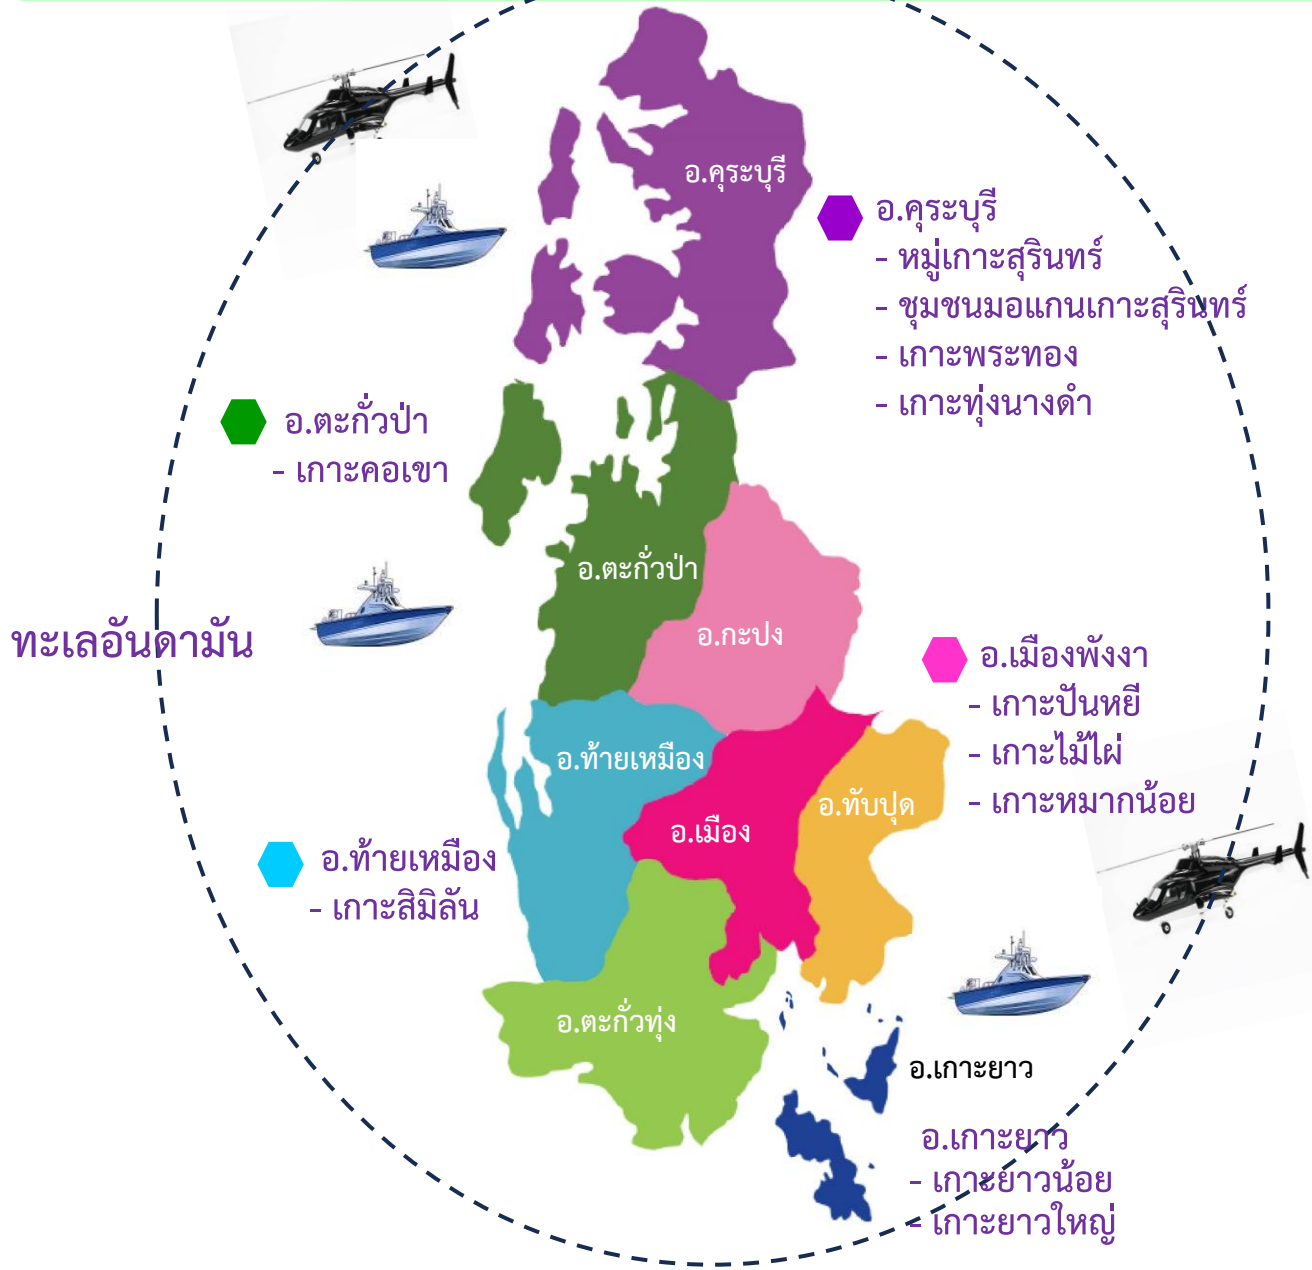 อ.คุระบุรี
อ.คุระบุรี
- หมู่เกาะสุรินทร์
- ชุมชนมอแกนเกาะสุรินทร์
- เกาะพระทอง
- เกาะทุ่งนางดำ
อ.ตะกั่วป่า
- เกาะคอเขา
อ.ตะกั่วป่า
อ.กะปง
ทะเลอันดามัน
อ.เมืองพังงา
- เกาะปันหยี
- เกาะไม้ไผ่
- เกาะหมากน้อย
อ.ท้ายเหมือง
อ.ทับปุด
อ.เมือง
อ.ท้ายเหมือง
- เกาะสิมิลัน
อ.ตะกั่วทุ่ง
อ.เกาะยาว
อ.เกาะยาว
- เกาะยาวน้อย
- เกาะยาวใหญ่